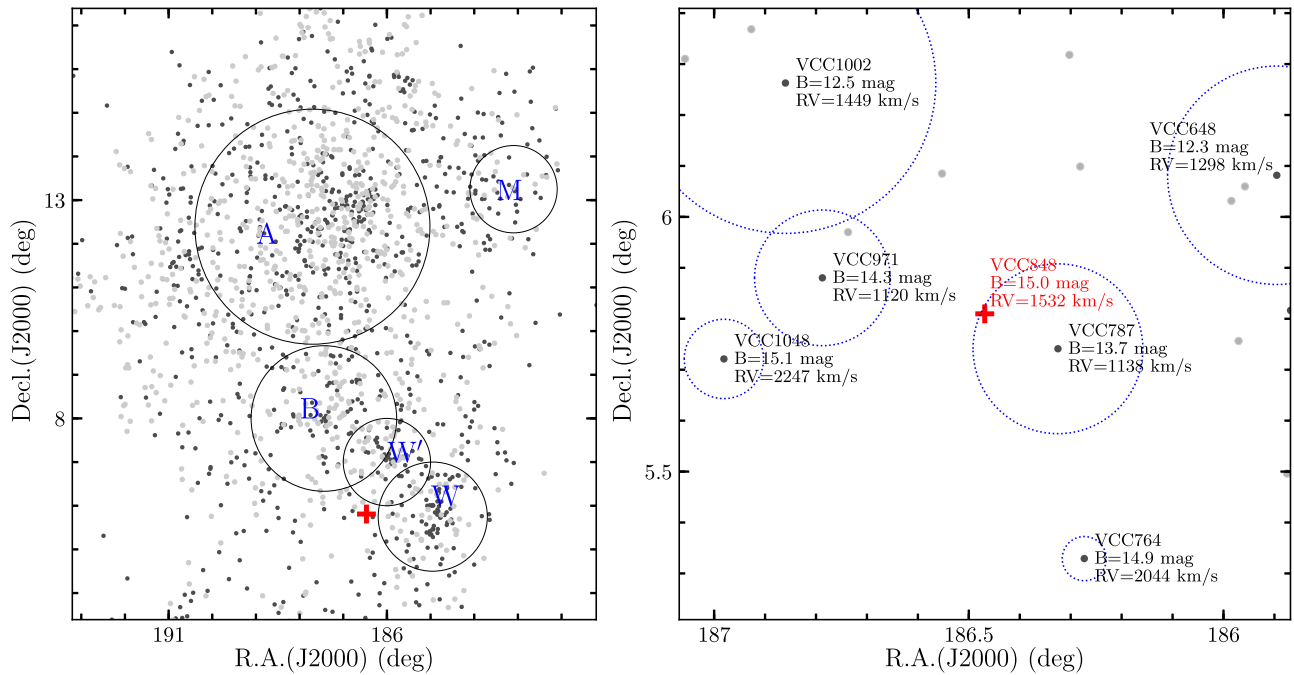 Decl.(J2000) (deg)
13
8
191
186
R.A.(J2000) (deg)
A
M
B
W'
W
Decl.(J2000) (deg)
6
5.5
187
186.5
186
R.A.(J2000) (deg)
VCC1002
B=12.5 mag
RV=1449 km/s
VCC648
B=12.3 mag
RV=1298 km/s
VCC971
B=14.3 mag
RV=1120 km/s
VCC848
B=15.0 mag
RV=1532 km/s
VCC1048
B=15.1 mag
RV=2247 km/s
VCC787
B=13.7 mag
RV=1138 km/s
VCC764
B=14.9 mag
RV=2044 km/s